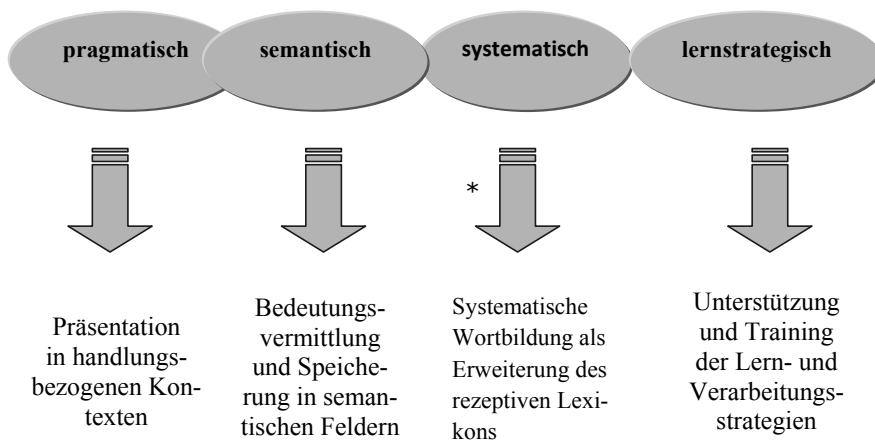 pragmatisch
semantisch
systematisch
lernstrategisch
*
Präsentation
in handlungs-
bezogenen Kon-
texten
Bedeutungs-
vermittlung
und Speiche-
rung in seman-
tischen Feldern
Systematische
Wortbildung als
Erweiterung des
rezeptiven Lexi-
kons
Unterstützung
und Training
der Lern- und
Verarbeitungs-
strategien